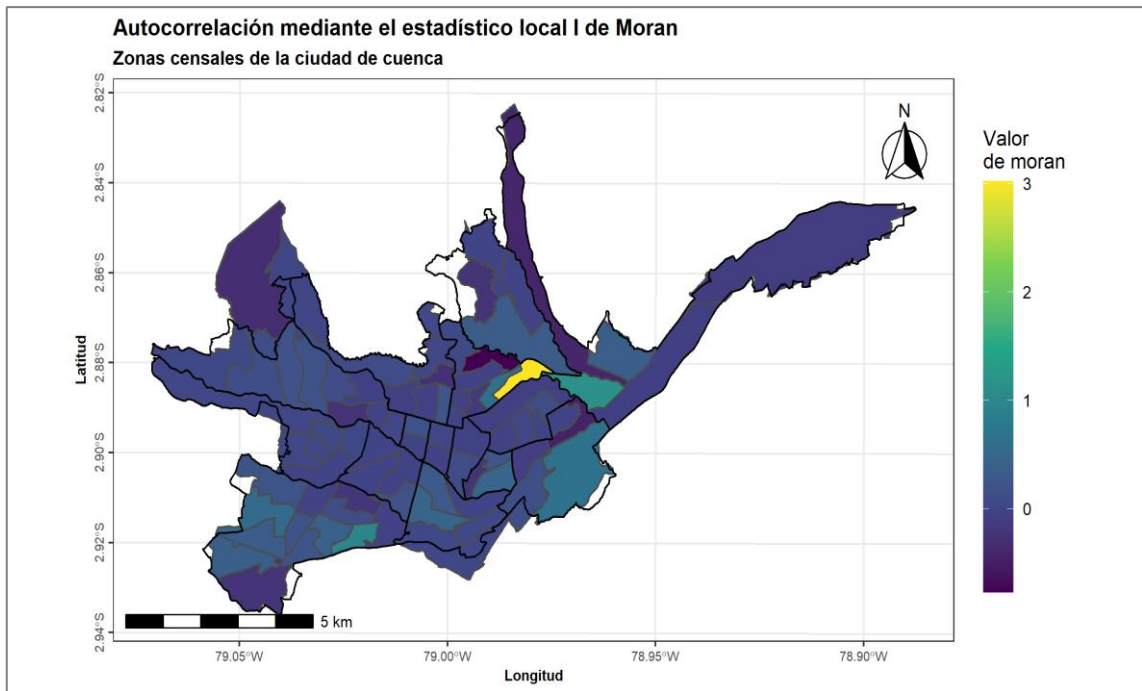 Autocorrelación mediante el estadístico local I de Moran
Zonas censales de la ciudad de cuenca
2.82°S
2.84°S
2.86°S
2.88°S
2.90°S
2.92°S
2.94°S
Latitud
N
5 km
79.05°W
79.00°W
78.95°W
78.90°W
Longitud
Valor
de moran
3
2
1
0